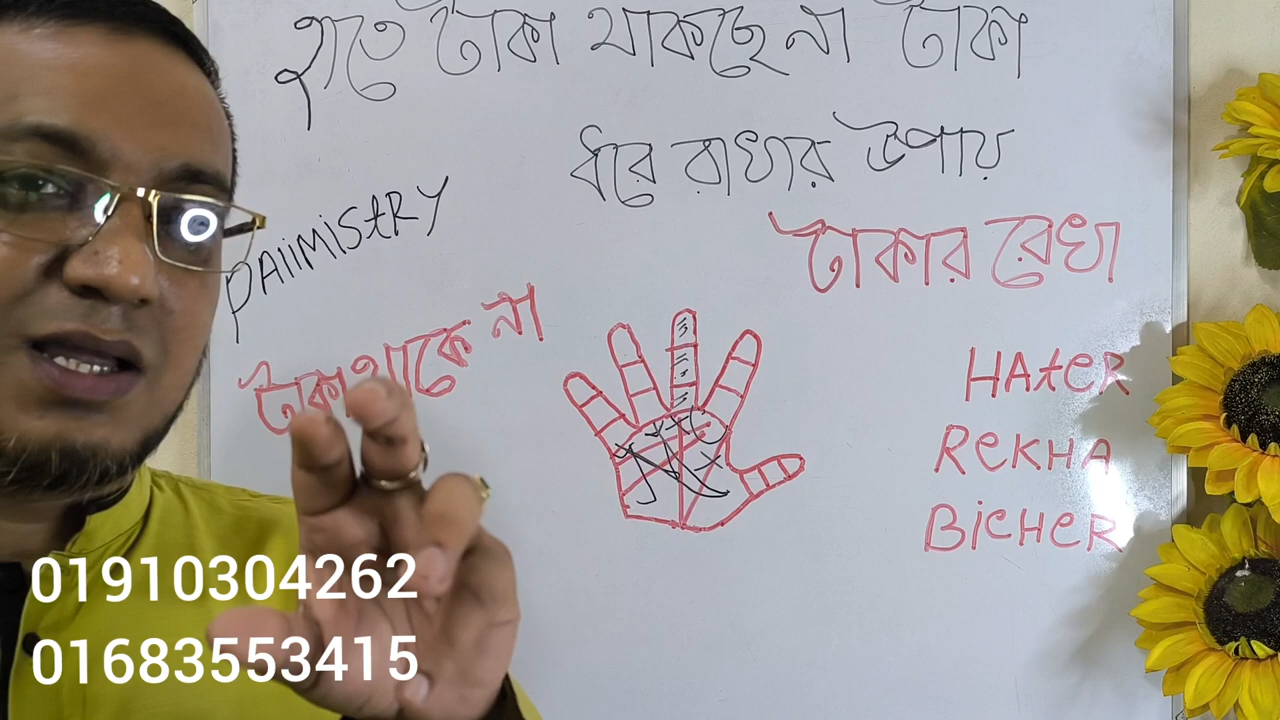 হাতে টাকা থাকছে না টাকা
ধরে রাখার উপায়
PAlIMIStRY
টাকার রেখা
টাকা থাকে না
HAteR
ReKHA
BicHeR
01910304262
01683553415